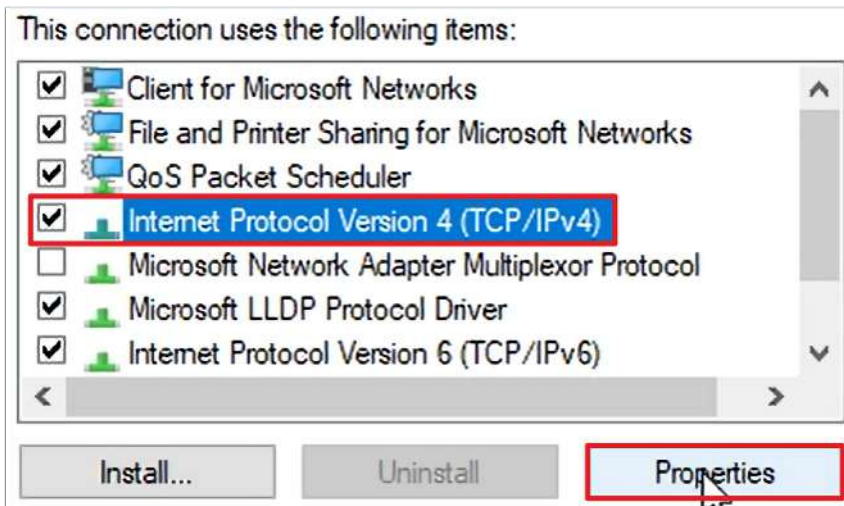 This connection uses the following items:
Client for Microsoft Networks
File and Printer Sharing for Microsoft Networks
QoS Packet Scheduler
Internet Protocol Version 4 (TCP/IPv4)
Microsoft Network Adapter Multiplexor Protocol
Microsoft LLDP Protocol Driver
Internet Protocol Version 6 (TCP/IPv6)
Install...
Uninstall
Properties